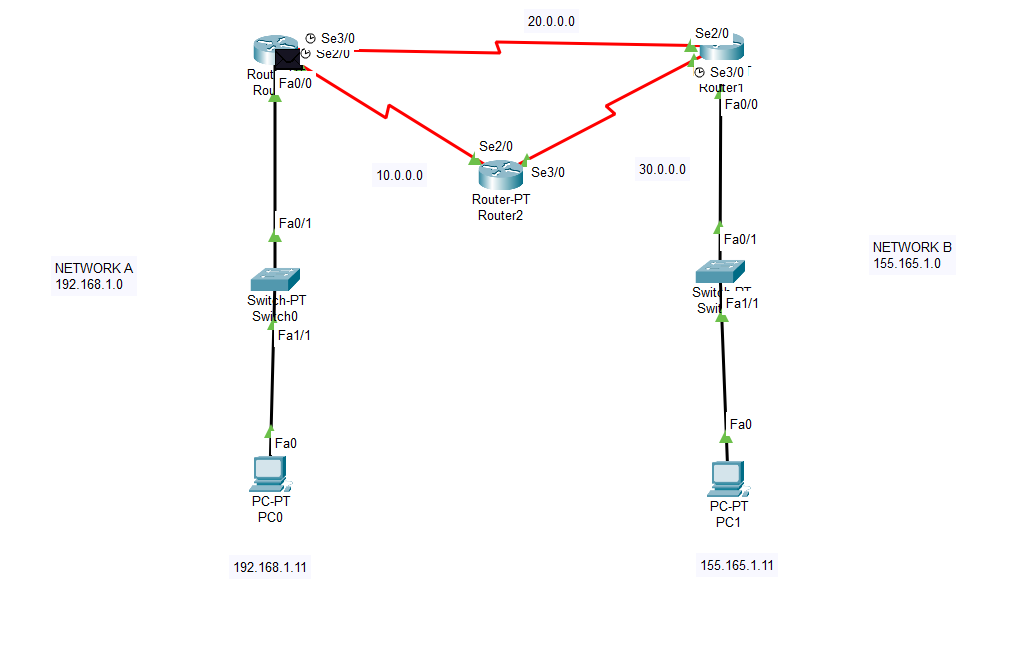 20.0.0.0
Se3/0
Se2/0
Se2/0
Se3/0
Router1
Fa0/0
Fa0/0
Se2/0
Se3/0
10.0.0.0
30.0.0.0
Router-PT
Router2
Fa0/1
Fa0/1
NETWORK A
192.168.1.0
NETWORK B
155.165.1.0
Switch-PT
Switch0
Fa1/1
Fa1/1
Fa0
Fa0
PC-PT
PC0
PC-PT
PC1
192.168.1.11
155.165.1.11